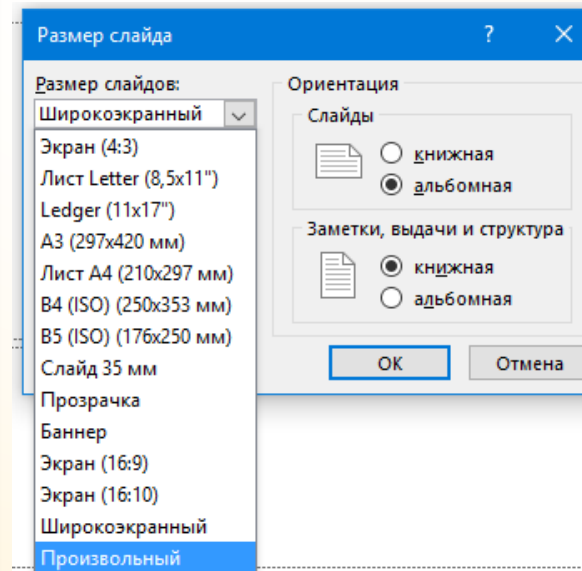 Размер слайда ?
Размер слайдов:
Широкоэкранный
Экран (4:3)
Лист Letter (8,5x11")
Ledger (11x17")
A3 (297x420 мм)
Лист A4 (210x297 мм)
B4 (ISO) (250x353 мм)
B5 (ISO) (176x250 мм)
Слайд 35 мм
Прозрачка
Баннер
Экран (16:9)
Экран (16:10)
Широкоэкранный
Произвольный
Ориентация
Слайды
книжная
альбомная
Заметки, выдачи и структура
книжная
альбомная
ОК
Отмена